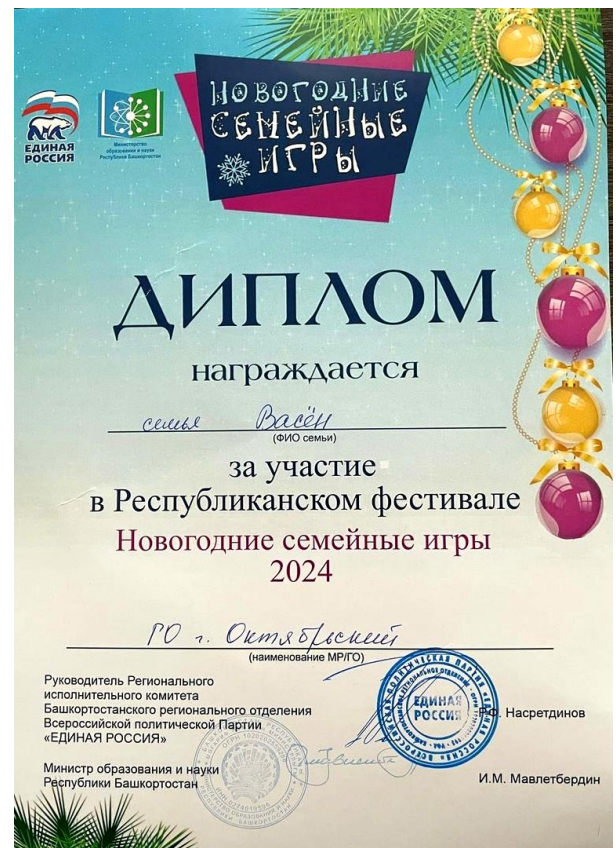 НОВОГОДНИЕ
СЕМЕЙНЫЕ
ИГРЫ
ЕДИНАЯ
РОССИЯ
Министерство
образования и науки
Республики Башкортостан
ДИПЛОМ
награждается
семья Васён
(ФИО семьи)
за участие
в Республиканском фестивале
Новогодние семейные игры
2024
ГО г. Октябрьский
(наименование МР/ГО)
Руководитель Регионального
исполнительного комитета
Башкортостанского регионального отделения
Всероссийской политической Партии
«ЕДИНАЯ РОССИЯ»
Насретдинов
ЕДИНАЯ
РОССИЯ
Министр образования и науки
Республики Башкортостан
И.М. Мавлетбердин